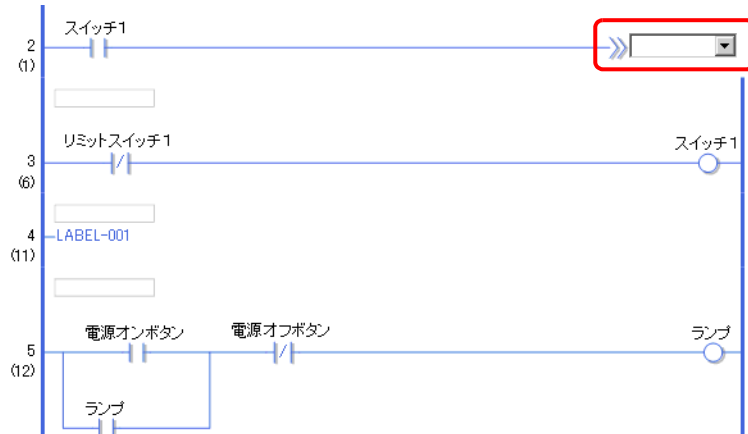 スイッチ1
2
(1)
リミットスイッチ1 スイッチ1
3
(6)
4 LABEL-001
(11)
電源オンボタン 電源オフボタン ランプ
5
(12)
ランプ